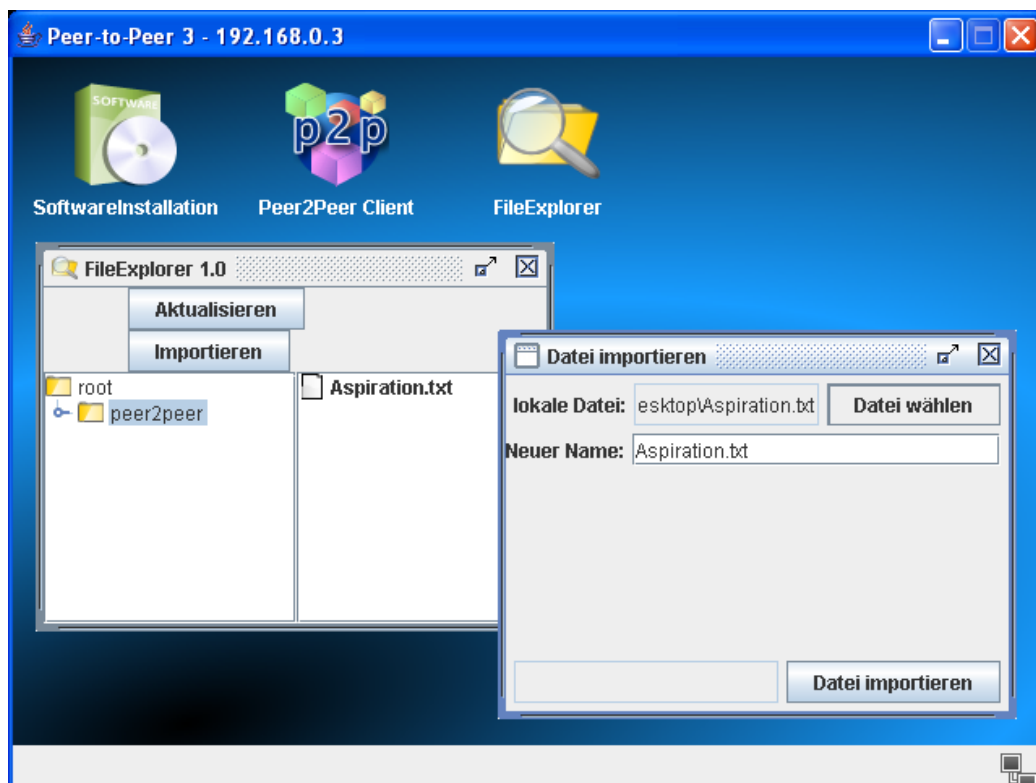 Peer-to-Peer 3 - 192.168.0.3
SOFTWARE
p2p
SoftwareInstallation
Peer2Peer Client
FileExplorer
FileExplorer 1.0
Aktualisieren
Importieren
root
peer2peer
Aspiration.txt
Datei importieren
lokale Datei: esktop\Aspiration.txt Datei wählen
Neuer Name: Aspiration.txt
Datei importieren